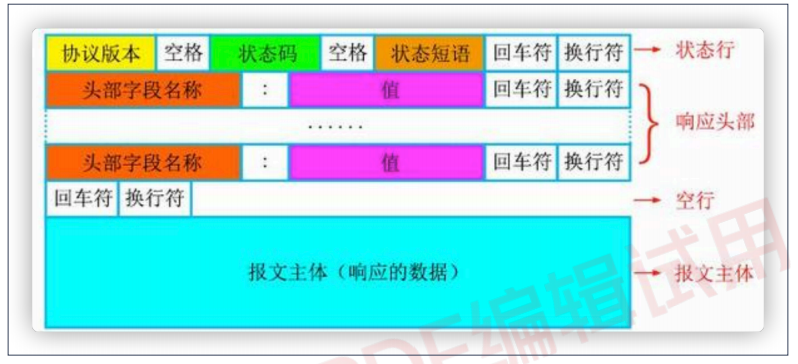 协议版本 空格 状态码 空格 状态短语 回车符 换行符 状态行
头部字段名称 : 值 回车符 换行符
...... 响应头部
头部字段名称 : 值 回车符 换行符
回车符 换行符 空行
报文主体（响应的数据） 报文主体
PDF编辑试用